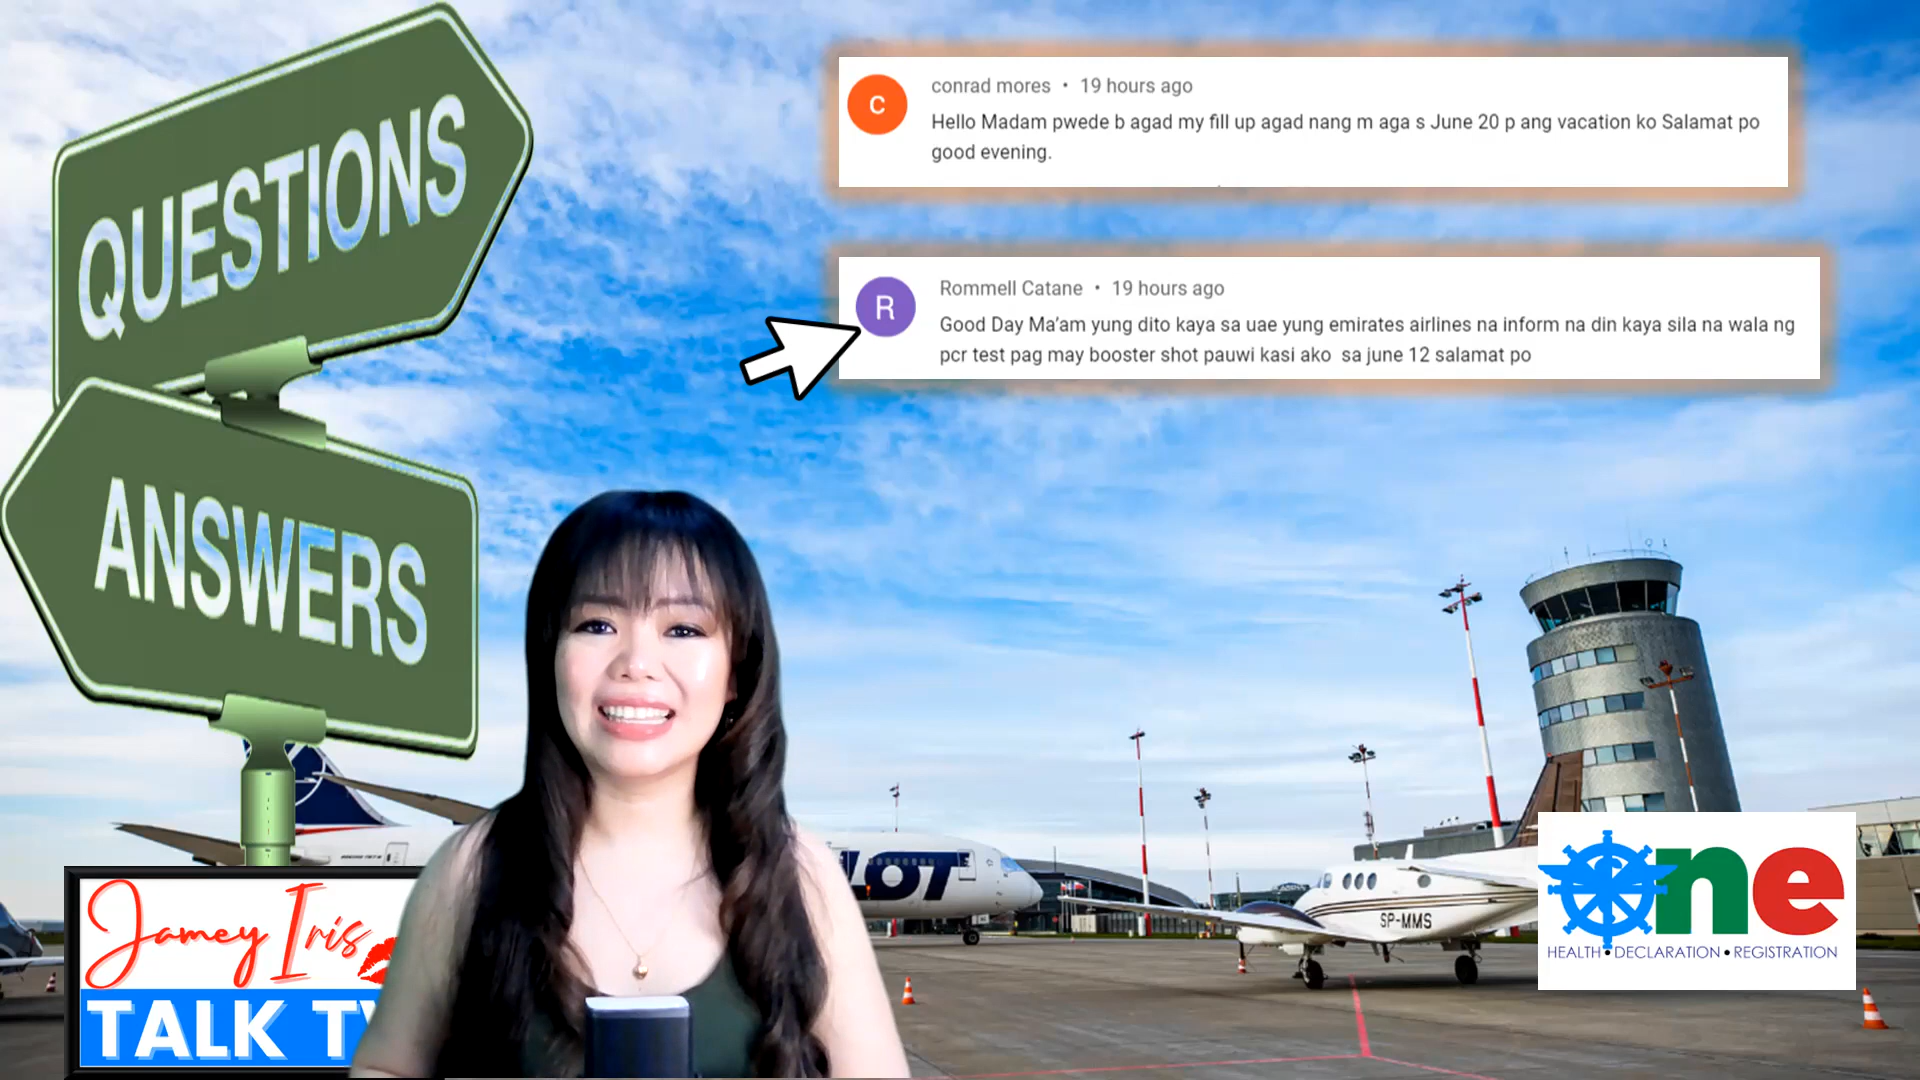 QUESTIONS
ANSWERS
conrad mores • 19 hours ago
Hello Madam pwede b agad my fill up agad nang m aga s June 20 p ang vacation ko Salamat po
good evening.
Rommell Catane • 19 hours ago
Good Day Ma'am yung dito kaya sa uae yung emirates airlines na inform na din kaya sila na wala ng
pcr test pag may booster shot pauwi kasi ako sa june 12 salamat po
C
R
LOT
SP-MMS
Jamey Iris
TALK TV
one
HEALTH • DECLARATION • REGISTRATION